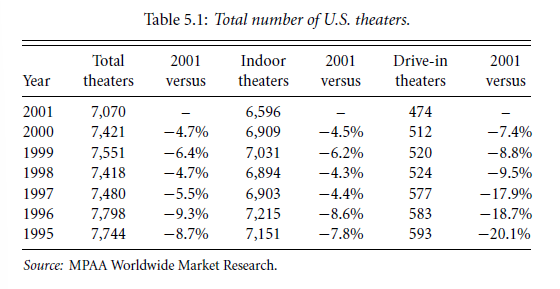 Table 5.1: Total number of U.S. theaters.
Total 2001 Indoor 2001 Drive-in 2001
Year theaters versus theaters versus theaters versus
2001 7,070 – 6,596 – 474 –
2000 7,421 −4.7% 6,909 −4.5% 512 −7.4%
1999 7,551 −6.4% 7,031 −6.2% 520 −8.8%
1998 7,418 −4.7% 6,894 −4.3% 524 −9.5%
1997 7,480 −5.5% 6,903 −4.4% 577 −17.9%
1996 7,798 −9.3% 7,215 −8.6% 583 −18.7%
1995 7,744 −8.7% 7,151 −7.8% 593 −20.1%
Source: MPAA Worldwide Market Research.